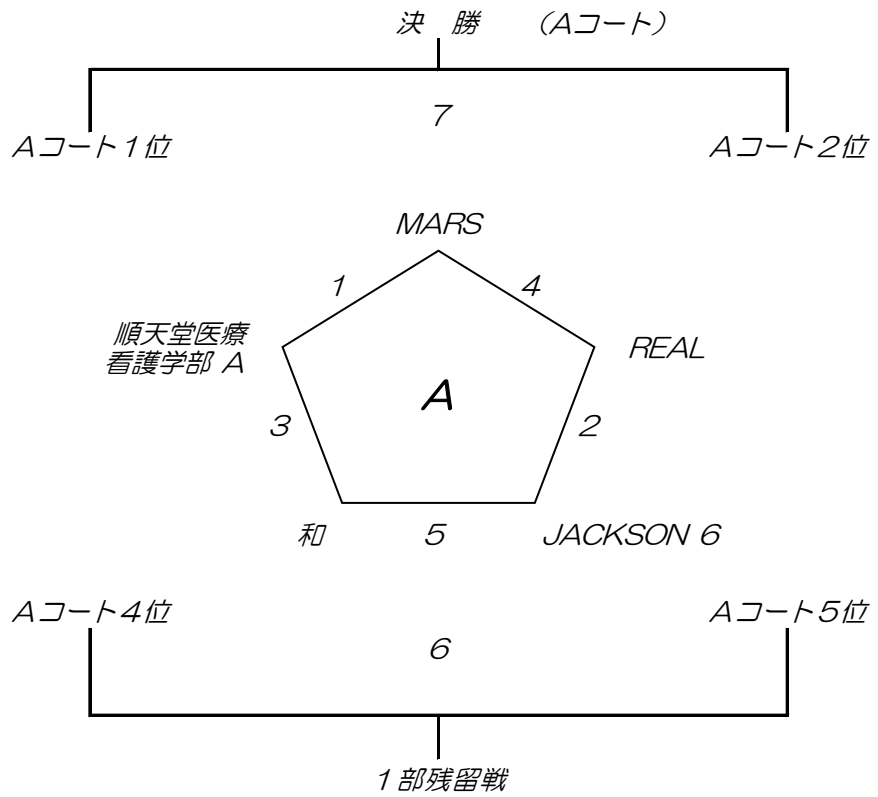 決 勝 (Aコート)
7
Aコート1位
Aコート2位
MARS
1
4
順天堂医療
看護学部 A
REAL
A
3
2
和
5
JACKSON 6
Aコート4位
Aコート5位
6
1部残留戦